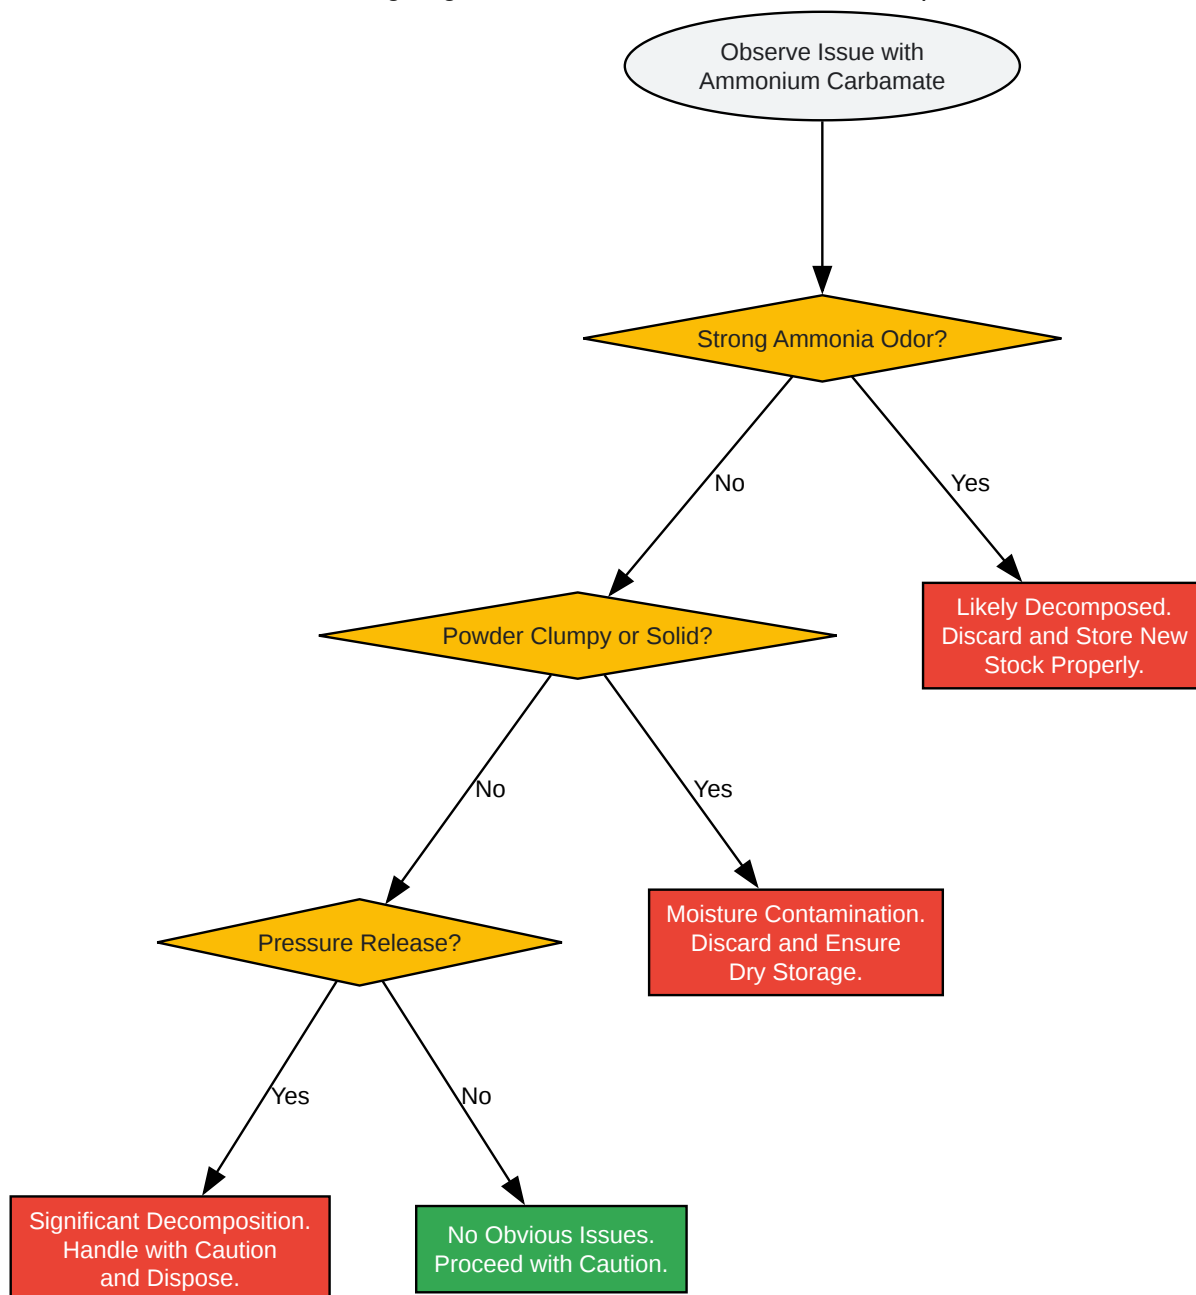 Observe Issue with
Ammonium Carbamate
Strong Ammonia Odor?
No
Yes
Likely Decomposed.
Discard and Store New
Stock Properly.
Powder Clumpy or Solid?
No
Yes
Moisture Contamination.
Discard and Ensure
Dry Storage.
Pressure Release?
Yes
No
Significant Decomposition.
Handle with Caution
and Dispose.
No Obvious Issues.
Proceed with Caution.